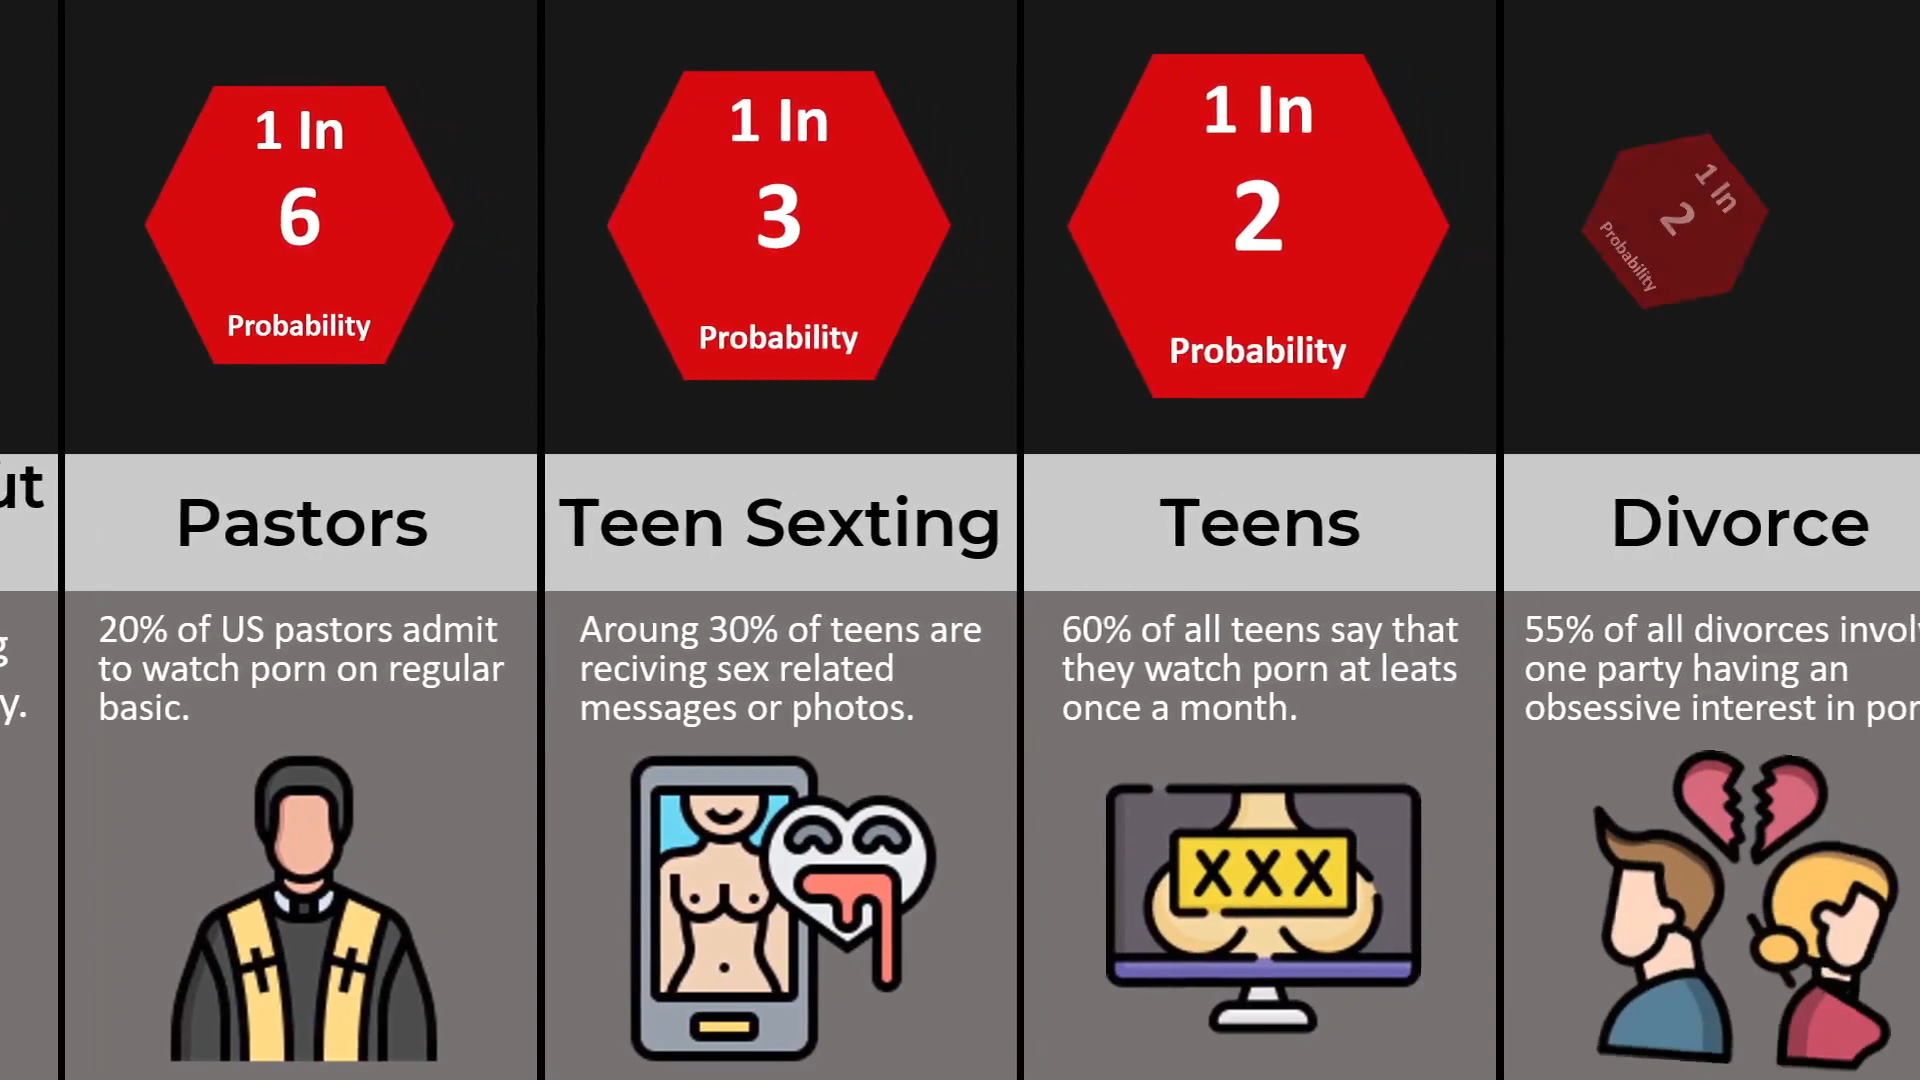 ut
g
y.
1 In
6
Probability
Pastors
20% of US pastors admit
to watch porn on regular
basic.
1 In
3
Probability
Teen Sexting
Aroung 30% of teens are
reciving sex related
messages or photos.
1 In
2
Probability
Teens
60% of all teens say that
they watch porn at leats
once a month.
XXX
1 In
2
Probability
Divorce
55% of all divorces involv
one party having an
obsessive interest in por